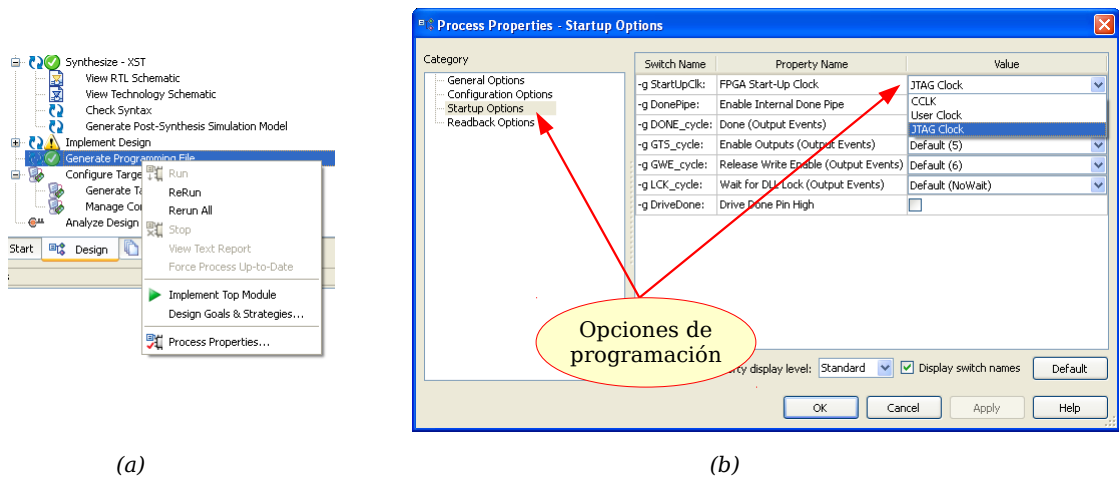 Synthesize - XST
View RTL Schematic
View Technology Schematic
Check Syntax
Generate Post-Synthesis Simulation Model
Implement Design
Generate Programming File
Configure Targe
Generate Ta
Manage Co
Analyze Design
Start
Design
s
Run
ReRun
Rerun All
Stop
View Text Report
Force Process Up-to-Date
Implement Top Module
Design Goals & Strategies...
Process Properties...
(a)
Process Properties - Startup Options
Category
General Options
Configuration Options
Startup Options
Readback Options
Switch Name Property Name Value
-g StartUpClk: FPGA Start-Up Clock JTAG Clock
CCLK
User Clock
JTAG Clock
-g DonePipe: Enable Internal Done Pipe
-g DONE_cycle: Done (Output Events)
-g GTS_cycle: Enable Outputs (Output Events) Default (5)
-g GWE_cycle: Release Write Enable (Output Events) Default (6)
-g LCK_cycle: Wait for DLL Lock (Output Events) Default (NoWait)
-g DriveDone: Drive Done Pin High
Opciones de
programación
rty display level: Standard Display switch names Default
OK Cancel Apply Help
(b)